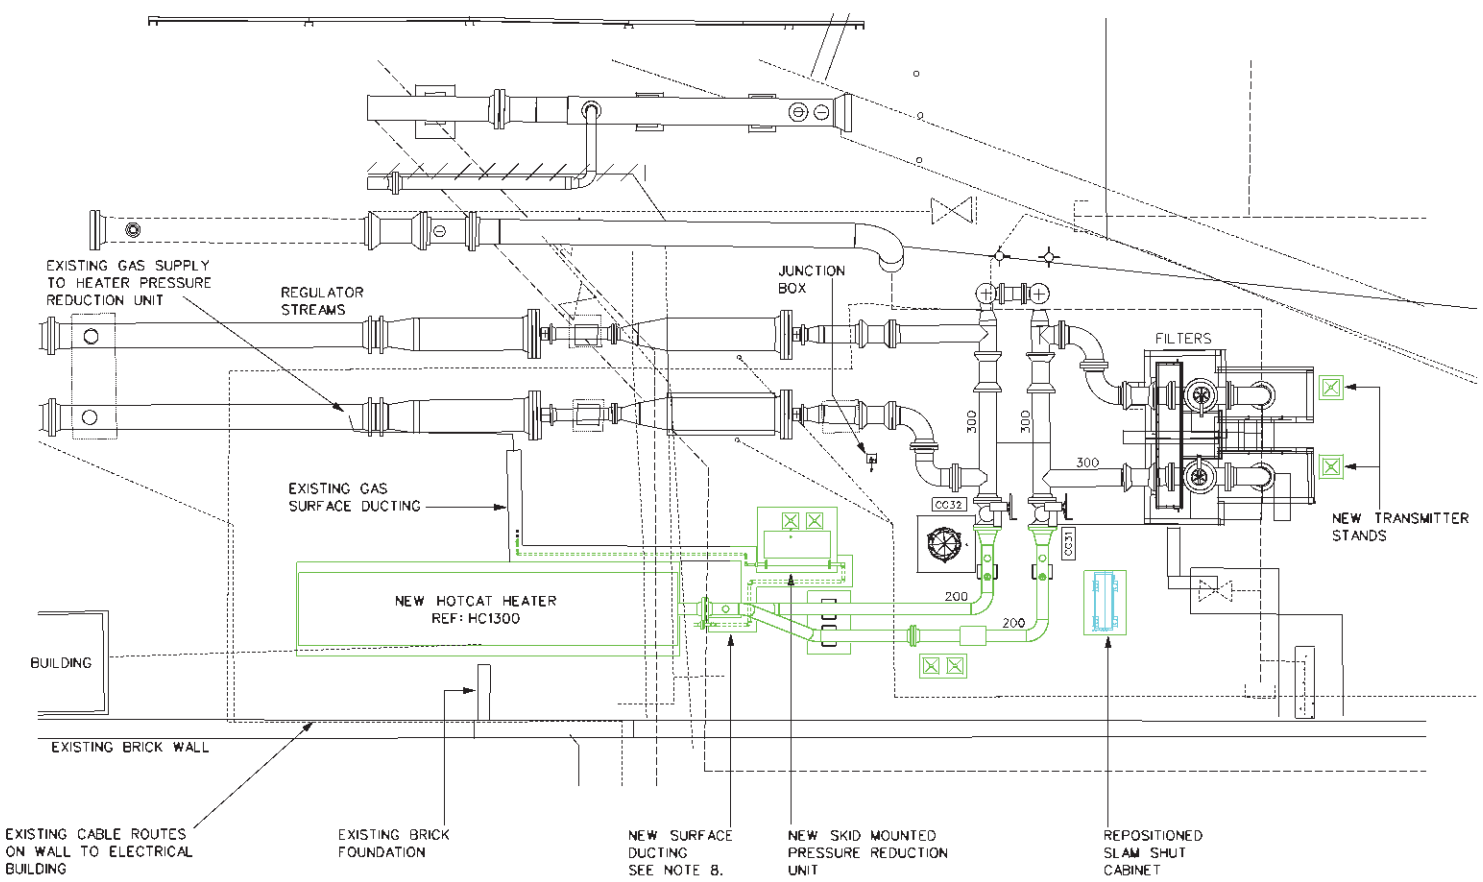 EXISTING GAS SUPPLY
TO HEATER PRESSURE
REDUCTION UNIT
REGULATOR
STREAMS
JUNCTION
BOX
FILTERS
300
300
300
EXISTING GAS
SURFACE DUCTING
CC32
CC31
NEW TRANSMITTER
STANDS
NEW HOTCAT HEATER
REF: HC1300
200
200
BUILDING
EXISTING BRICK WALL
EXISTING CABLE ROUTES
ON WALL TO ELECTRICAL
BUILDING
EXISTING BRICK
FOUNDATION
NEW SURFACE
DUCTING
SEE NOTE 8.
NEW SKID MOUNTED
PRESSURE REDUCTION
UNIT
REPOSITIONED
SLAM SHUT
CABINET